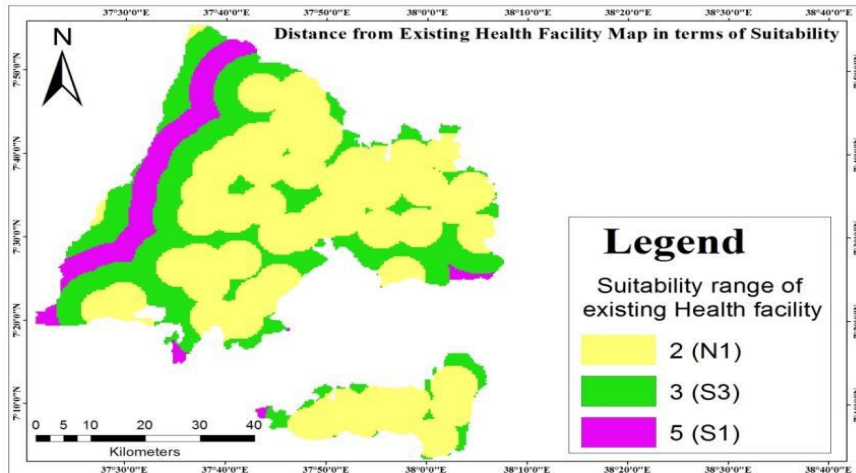 37°30'0"E 37°40'0"E 37°50'0"E 38°0'0"E 38°10'0"E 38°20'0"E 38°30'0"E 38°40'0"E
Distance from Existing Health Facility Map in terms of Suitability
N
7°50'0"N
7°40'0"N
7°30'0"N
7°20'0"N
7°10'0"N
Legend
Suitability range of
existing Health facility
2 (N1)
3 (S3)
5 (S1)
0 2.5 5 10 20 30 40
Kilometers
37°30'0"E 37°40'0"E 37°50'0"E 38°0'0"E 38°10'0"E 38°20'0"E 38°30'0"E 38°40'0"E